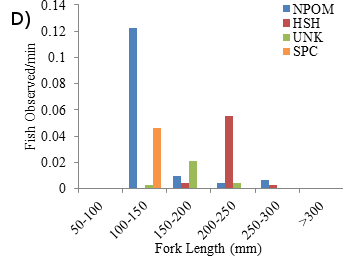 D)
0.14
0.12
0.1
0.08
0.06
0.04
0.02
0
Fish Observed/min
NPOM
HSH
UNK
SPC
50-100
100-150
150-200
200-250
250-300
>300
Fork Length (mm)